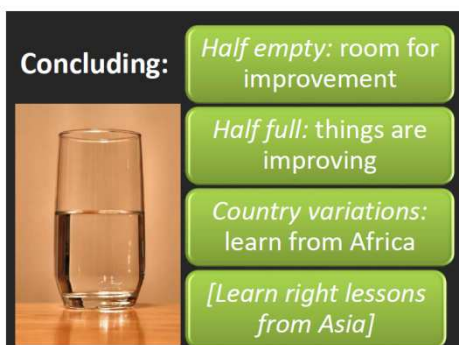 Concluding:
Half empty: room for
improvement
Half full: things are
improving
Country variations:
learn from Africa
[Learn right lessons
from Asia]